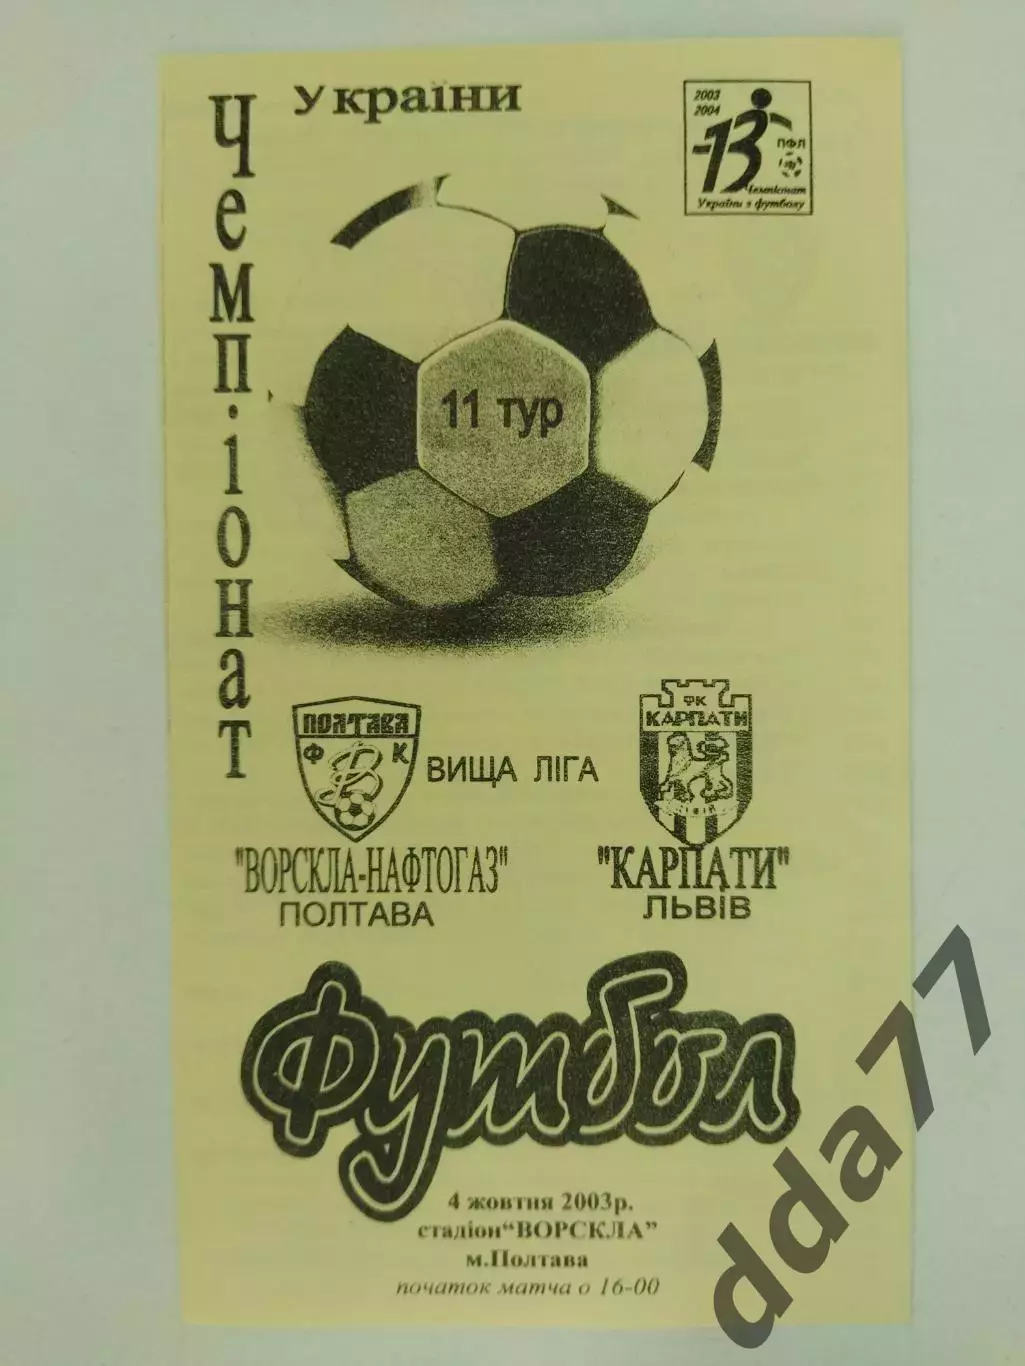 Чемпіонат
України
2003
2004
13
ПФЛ
Чемпіонат
України з футболу
11 тур
ПОЛТАВА
Ф К
ФК
КАРПАТИ
ЛЬВІВ
ВИЩА ЛІГА
"ВОРСКЛА-НАФТОГАЗ"
ПОЛТАВА
"КАРПАТИ"
ЛЬВІВ
Футбол
4 жовтня 2003р.
стадіон "ВОРСКЛА"
м.Полтава
початок матча о 16-00
dda77